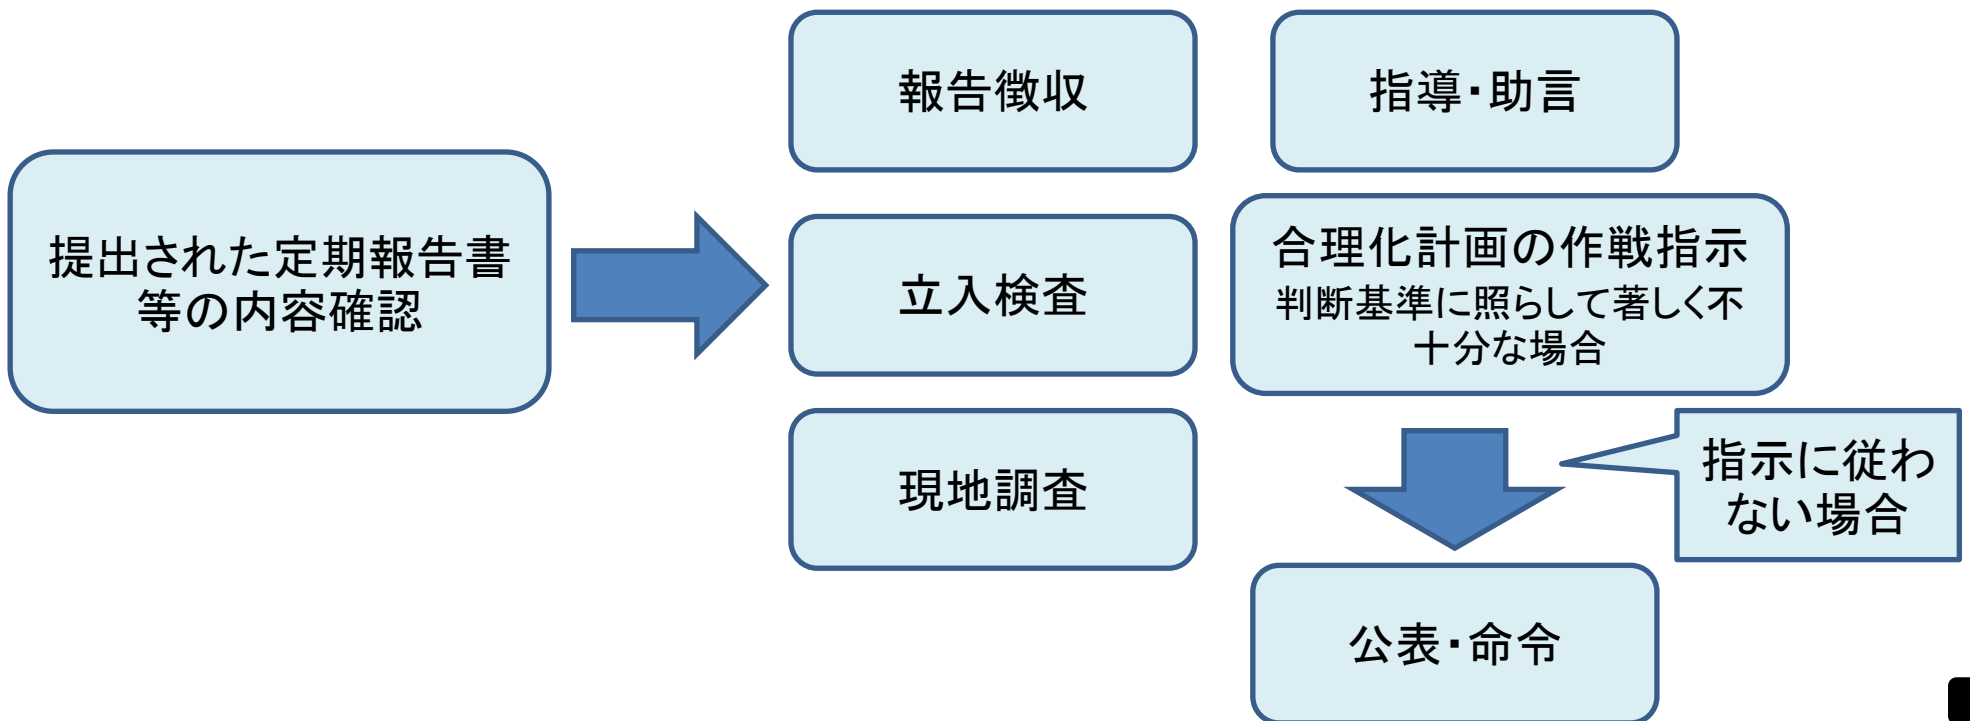 提出された定期報告書
等の内容確認
報告徴収
立入検査
現地調査
指導・助言
合理化計画の作戦指示
判断基準に照らして著しく不
十分な場合
指示に従わ
ない場合
公表・命令